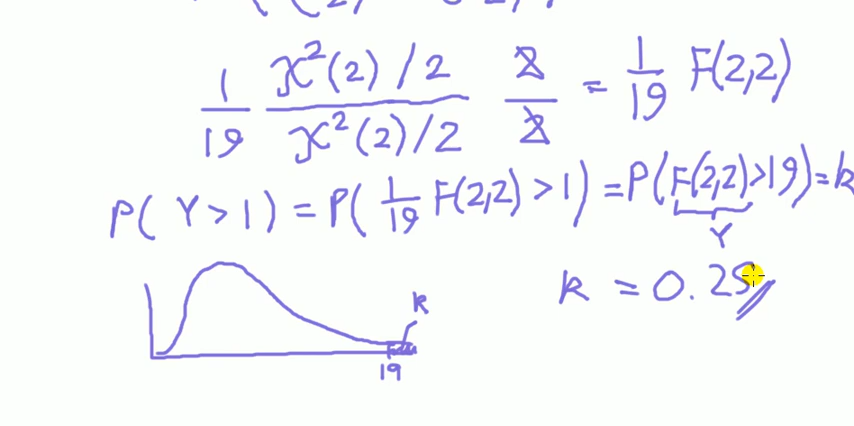 1/19 χ²(2)/2 / χ²(2)/2 2/2 = 1/19 F(2,2)
P( Y > 1 ) = P( 1/19 F(2,2) > 1 ) = P( F(2,2) > 19 ) = k
Y
k
k = 0.25
19